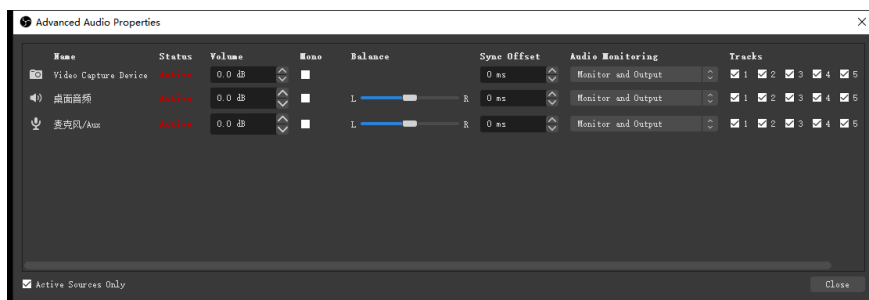 Advanced Audio Properties
Name Status Volume Mono Balance Sync Offset Audio Monitoring Tracks
Video Capture Device Active 0.0 dB 0 ms Monitor and Output 1 2 3 4 5
桌面音频 Active 0.0 dB L R 0 ms Monitor and Output 1 2 3 4 5
麦克风/Aux Active 0.0 dB L R 0 ms Monitor and Output 1 2 3 4 5
Active Sources Only Close